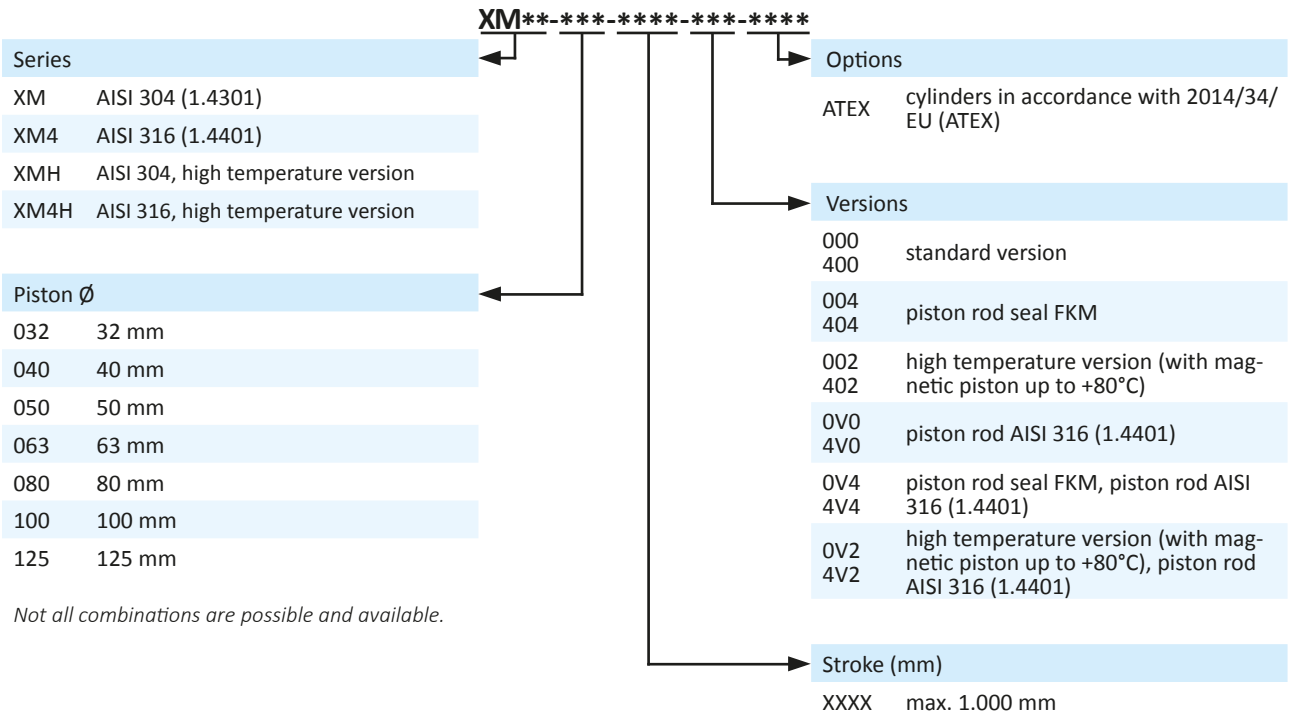 XM**-***-****-***-****
Series
XM AISI 304 (1.4301)
XM4 AISI 316 (1.4401)
XMH AISI 304, high temperature version
XM4H AISI 316, high temperature version
Piston Ø
032 32 mm
040 40 mm
050 50 mm
063 63 mm
080 80 mm
100 100 mm
125 125 mm
Not all combinations are possible and available.
Options
ATEX cylinders in accordance with 2014/34/
EU (ATEX)
Versions
000
400
standard version
004
404
piston rod seal FKM
002
402
high temperature version (with mag-
netic piston up to +80°C)
0V0
4V0
piston rod AISI 316 (1.4401)
0V4
4V4
piston rod seal FKM, piston rod AISI
316 (1.4401)
0V2
4V2
high temperature version (with mag-
netic piston up to +80°C), piston rod
AISI 316 (1.4401)
Stroke (mm)
XXXX max. 1.000 mm